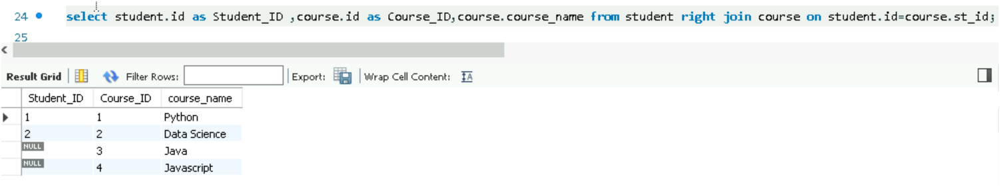 24 select student.id as Student_ID ,course.id as Course_ID,course.course_name from student right join course on student.id=course.st_id;
25
Result Grid Filter Rows: Export: Wrap Cell Content: IA
Student_ID Course_ID course_name
1 1 Python
2 2 Data Science
NULL 3 Java
NULL 4 Javascript